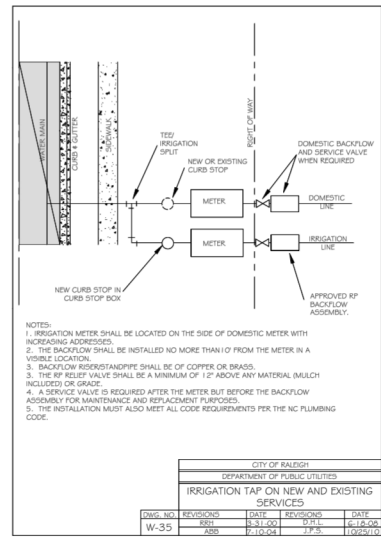 WATER MAIN
CURB & GUTTER
SIDEWALK
RIGHT OF WAY
TEE/
IRRIGATION
SPLIT
NEW OR EXISTING
CURB STOP
DOMESTIC BACKFLOW
AND SERVICE VALVE
WHEN REQUIRED
METER
DOMESTIC
LINE
METER
IRRIGATION
LINE
NEW CURB STOP IN
CURB STOP BOX
APPROVED RP
BACKFLOW
ASSEMBLY.
NOTES:
1. IRRIGATION METER SHALL BE LOCATED ON THE SIDE OF DOMESTIC METER WITH
INCREASING ADDRESSES.
2. THE BACKFLOW SHALL BE INSTALLED NO MORE THAN 10' FROM THE METER IN A
VISIBLE LOCATION.
3. BACKFLOW RISER/STANDPIPE SHALL BE OF COPPER OR BRASS.
3. THE RP RELIEF VALVE SHALL BE A MINIMUM OF 12" ABOVE ANY MATERIAL (MULCH
INCLUDED) OR GRADE.
4. A SERVICE VALVE IS REQUIRED AFTER THE METER BUT BEFORE THE BACKFLOW
ASSEMBLY FOR MAINTENANCE AND REPLACEMENT PURPOSES.
5. THE INSTALLATION MUST ALSO MEET ALL CODE REQUIREMENTS PER THE NC PLUMBING
CODE.
CITY OF RALEIGH
DEPARTMENT OF PUBLIC UTILITIES
IRRIGATION TAP ON NEW AND EXISTING
SERVICES
DWG. NO. REVISIONS DATE REVISIONS DATE
W-35 RRH 3-31-00 D.H.L. 6-18-08
ABB 7-10-04 J.P.S. 10/25/10